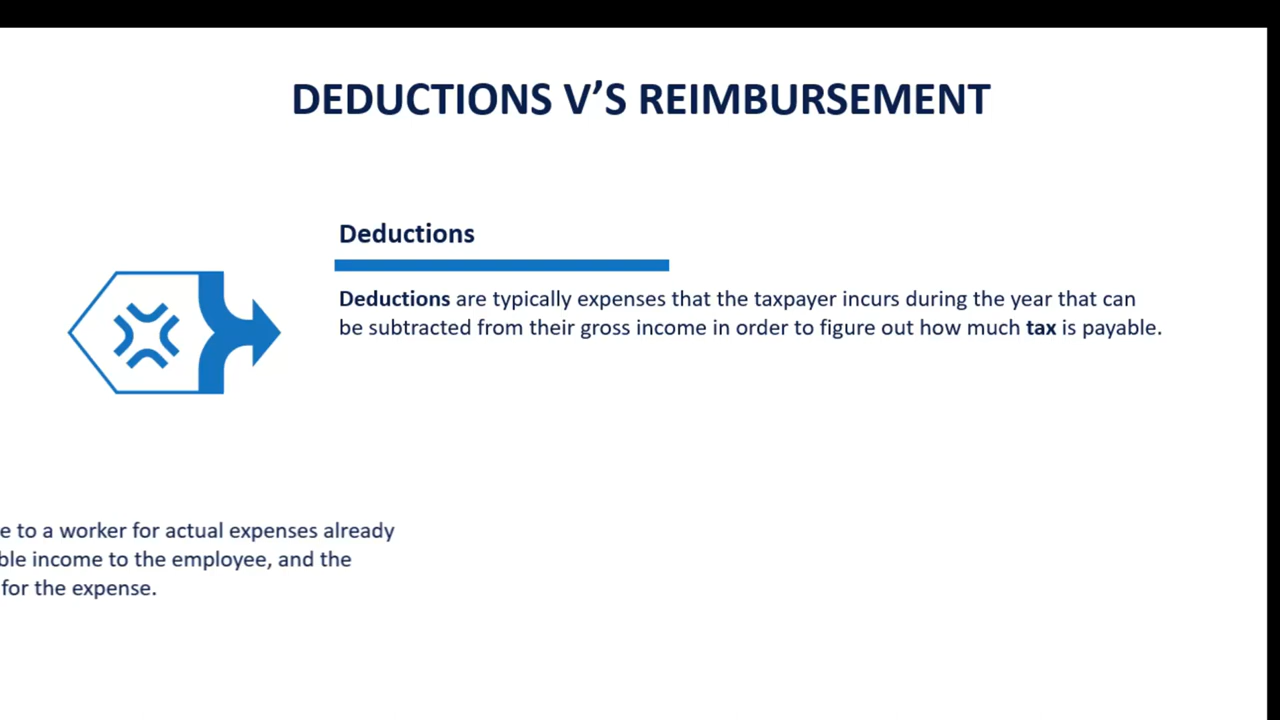 DEDUCTIONS V’S REIMBURSEMENT
Deductions
Deductions are typically expenses that the taxpayer incurs during the year that can
be subtracted from their gross income in order to figure out how much tax is payable.
e to a worker for actual expenses already
ble income to the employee, and the
for the expense.